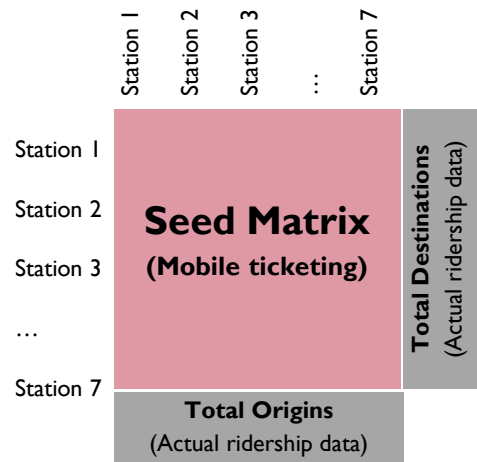 Station 1
Station 2
Station 3
…
Station 7
Station 1
Station 2
Station 3
…
Station 7
Seed Matrix
(Mobile ticketing)
Total Destinations
(Actual ridership data)
Total Origins
(Actual ridership data)